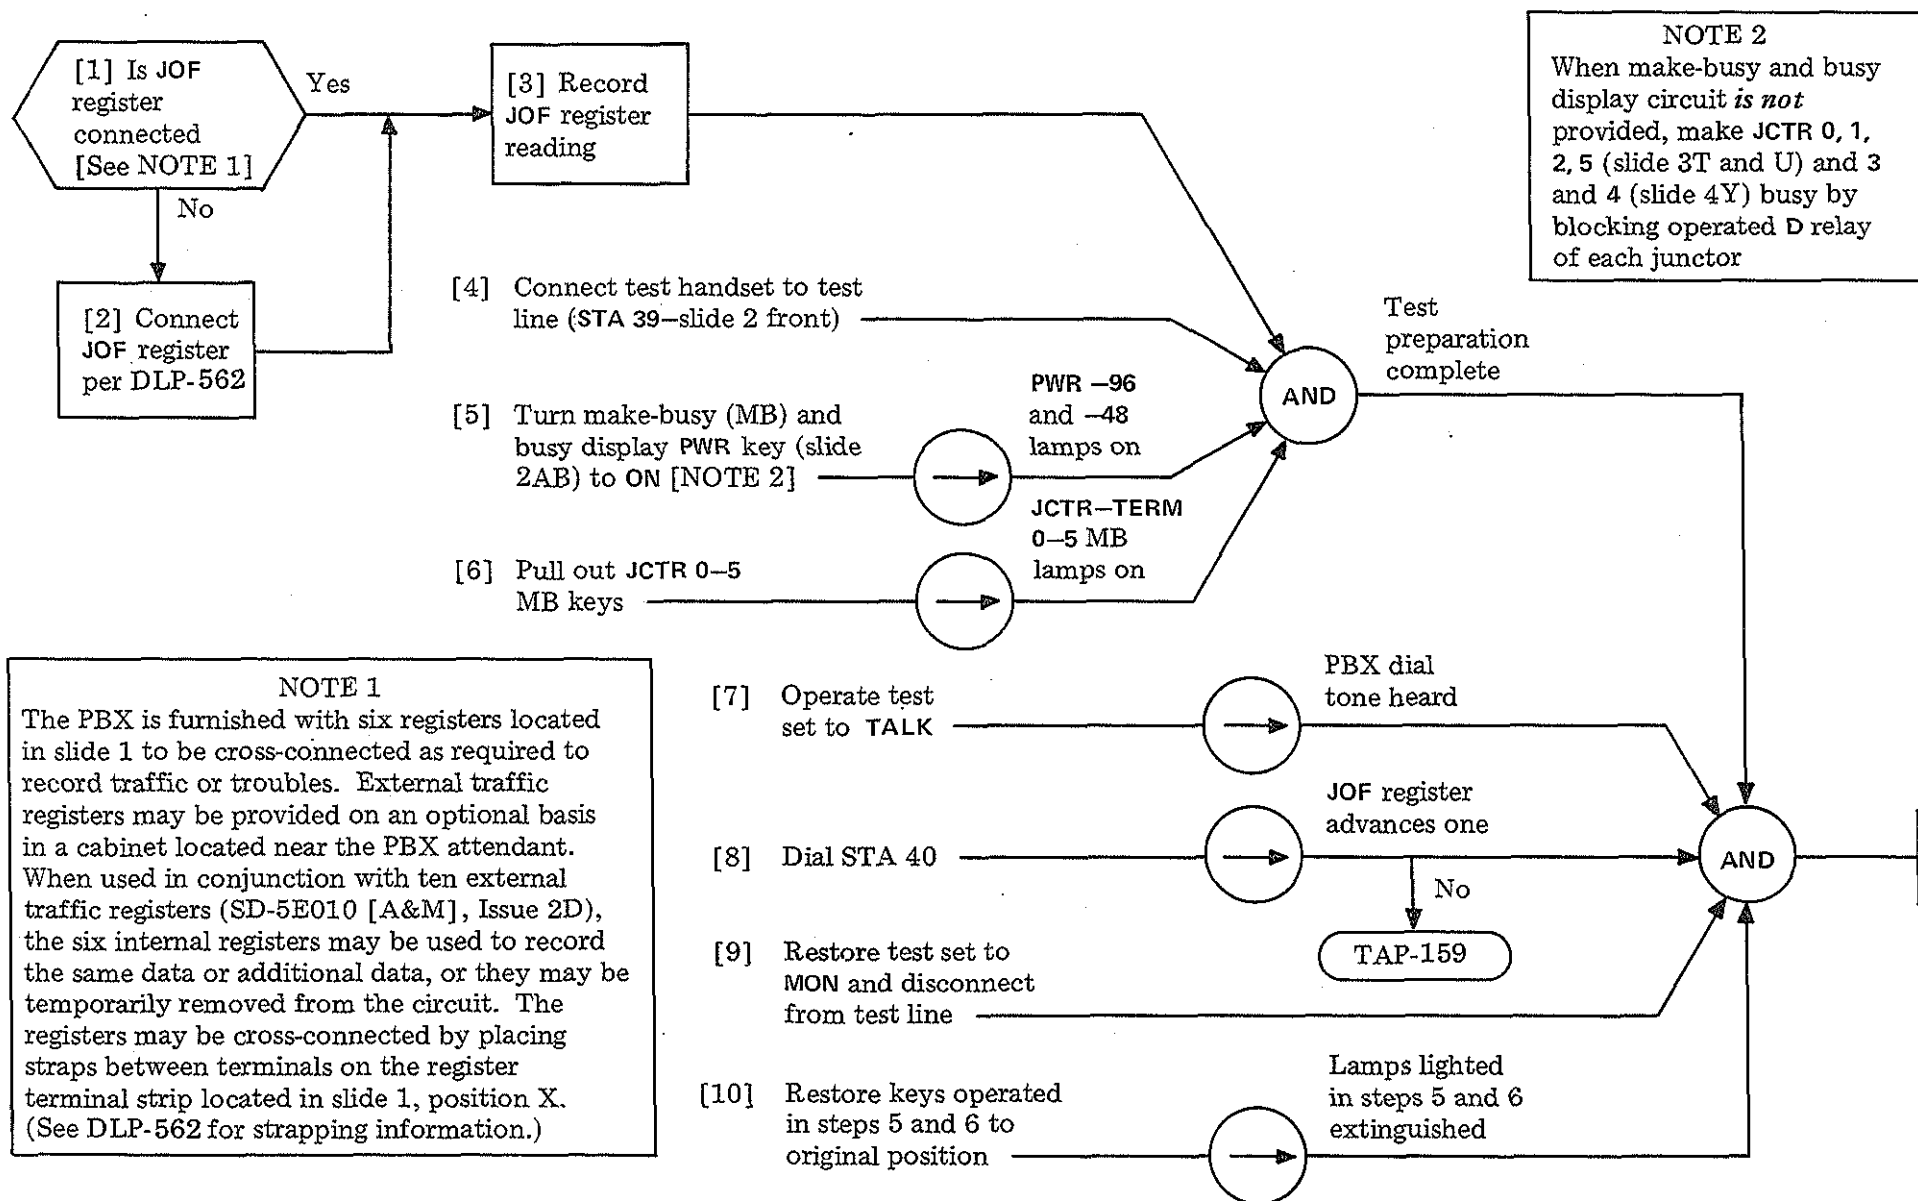 [1] Is JOF
register
connected
[See NOTE 1]
Yes
No
[2] Connect
JOF register
per DLP-562
[3] Record
JOF register
reading
NOTE 2
When make-busy and busy
display circuit is not
provided, make JCTR 0, 1,
2, 5 (slide 3T and U) and 3
and 4 (slide 4Y) busy by
blocking operated D relay
of each junctor
[4] Connect test handset to test
line (STA 39–slide 2 front)
[5] Turn make-busy (MB) and
busy display PWR key (slide
2AB) to ON [NOTE 2]
PWR –96
and –48
lamps on
[6] Pull out JCTR 0–5
MB keys
JCTR–TERM
0–5 MB
lamps on
AND
Test
preparation
complete
NOTE 1
The PBX is furnished with six registers located
in slide 1 to be cross-connected as required to
record traffic or troubles. External traffic
registers may be provided on an optional basis
in a cabinet located near the PBX attendant.
When used in conjunction with ten external
traffic registers (SD-5E010 [A&M], Issue 2D),
the six internal registers may be used to record
the same data or additional data, or they may be
temporarily removed from the circuit. The
registers may be cross-connected by placing
straps between terminals on the register
terminal strip located in slide 1, position X.
(See DLP-562 for strapping information.)
[7] Operate test
set to TALK
PBX dial
tone heard
[8] Dial STA 40
JOF register
advances one
No
TAP-159
AND
[9] Restore test set to
MON and disconnect
from test line
[10] Restore keys operated
in steps 5 and 6 to
original position
Lamps lighted
in steps 5 and 6
extinguished